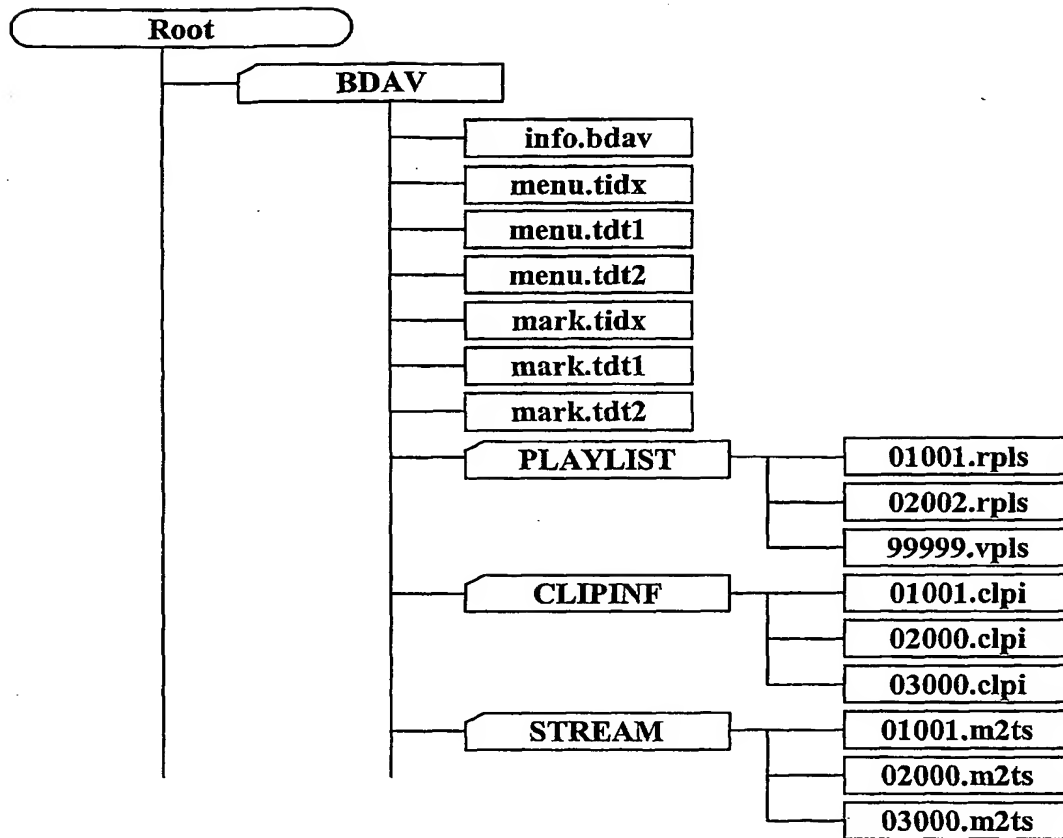 Root
BDAV
info.bdav
menu.tidx
menu.tdt1
menu.tdt2
mark.tidx
mark.tdt1
mark.tdt2
PLAYLIST
01001.rpls
02002.rpls
99999.vpls
CLIPINF
01001.clpi
02000.clpi
03000.clpi
STREAM
01001.m2ts
02000.m2ts
03000.m2ts